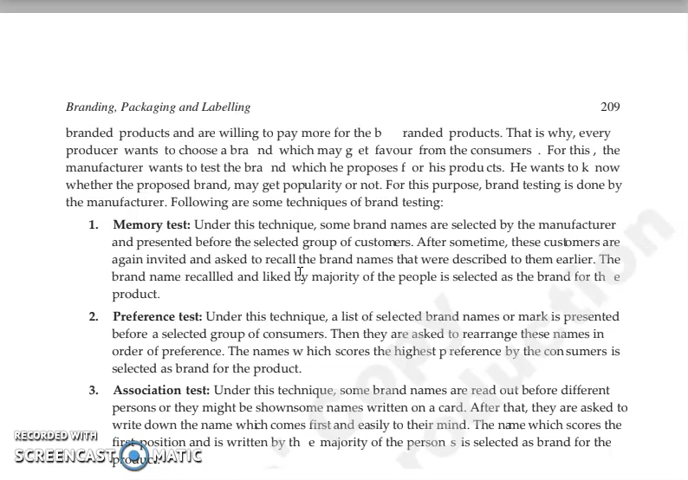 Branding, Packaging and Labelling 209
branded products and are willing to pay more for the b randed products. That is why, every
producer wants to choose a bra nd which may g et favour from the consumers . For this , the
manufacturer wants to test the bra nd which he proposes f or his produ cts. He wants to k now
whether the proposed brand, may get popularity or not. For this purpose, brand testing is done by
the manufacturer. Following are some techniques of brand testing:
1. Memory test: Under this technique, some brand names are selected by the manufacturer
and presented before the selected group of customers. After sometime, these customers are
again invited and asked to recall the brand names that were described to them earlier. The
brand name recallled and liked by majority of the people is selected as the brand for th e
product.
2. Preference test: Under this technique, a list of selected brand names or mark is presented
before a selected group of consumers. Then they are asked to rearrange these names in
order of preference. The names w hich scores the highest p reference by the con sumers is
selected as brand for the product.
3. Association test: Under this technique, some brand names are read out before different
persons or they might be shownsome names written on a card. After that, they are asked to
write down the name which comes first and easily to their mind. The name which scores the
first position and is written by th e majority of the person s is selected as brand for the
product.
RECORDED WITH
SCREENCAST MATIC